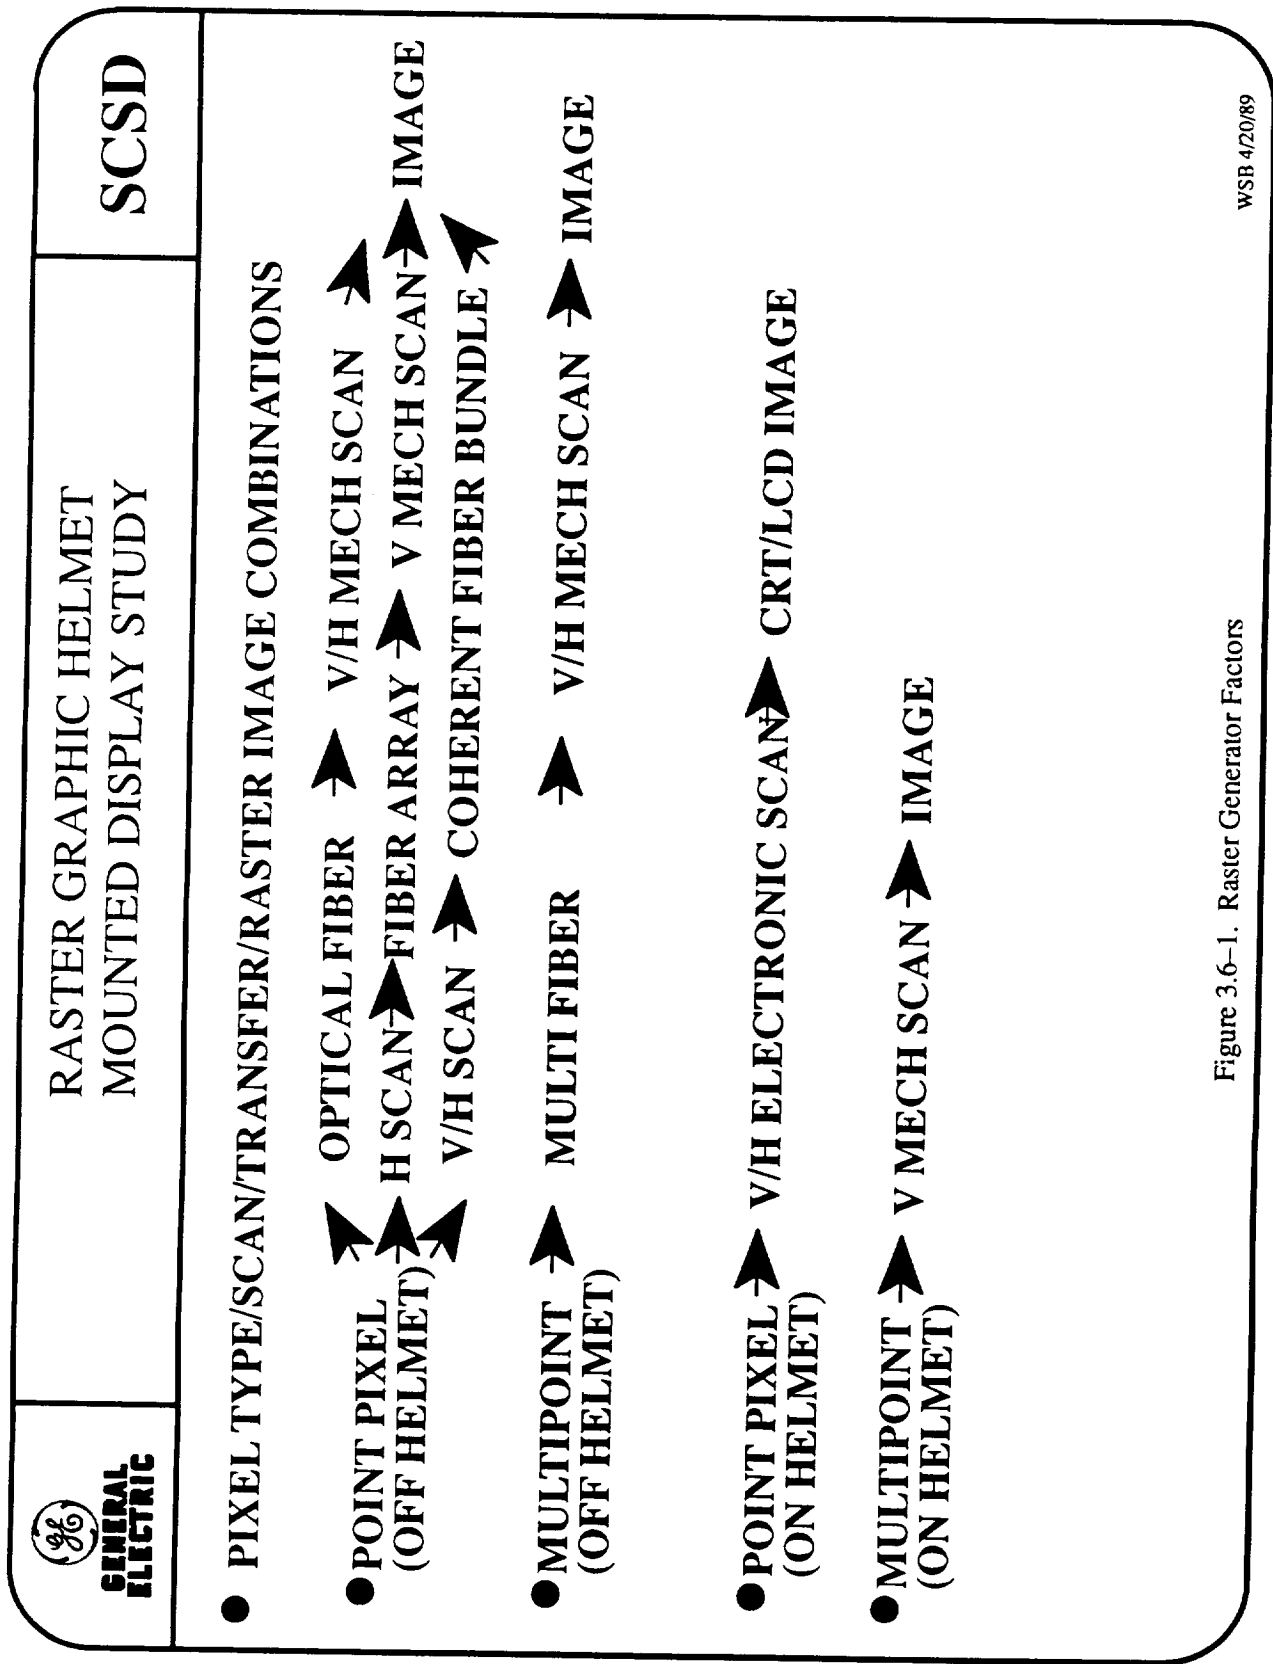 GENERAL
ELECTRIC
RASTER GRAPHIC HELMET
MOUNTED DISPLAY STUDY
SCSD
● PIXEL TYPE/SCAN/TRANSFER/RASTER IMAGE COMBINATIONS
OPTICAL FIBER V/H MECH SCAN
● POINT PIXEL H SCAN FIBER ARRAY V MECH SCAN IMAGE
(OFF HELMET) V/H SCAN COHERENT FIBER BUNDLE
● MULTIPOINT MULTI FIBER V/H MECH SCAN IMAGE
(OFF HELMET)
● POINT PIXEL V/H ELECTRONIC SCAN CRT/LCD IMAGE
(ON HELMET)
● MULTIPOINT V MECH SCAN IMAGE
(ON HELMET)
Figure 3.6–1. Raster Generator Factors
WSB 4/20/89